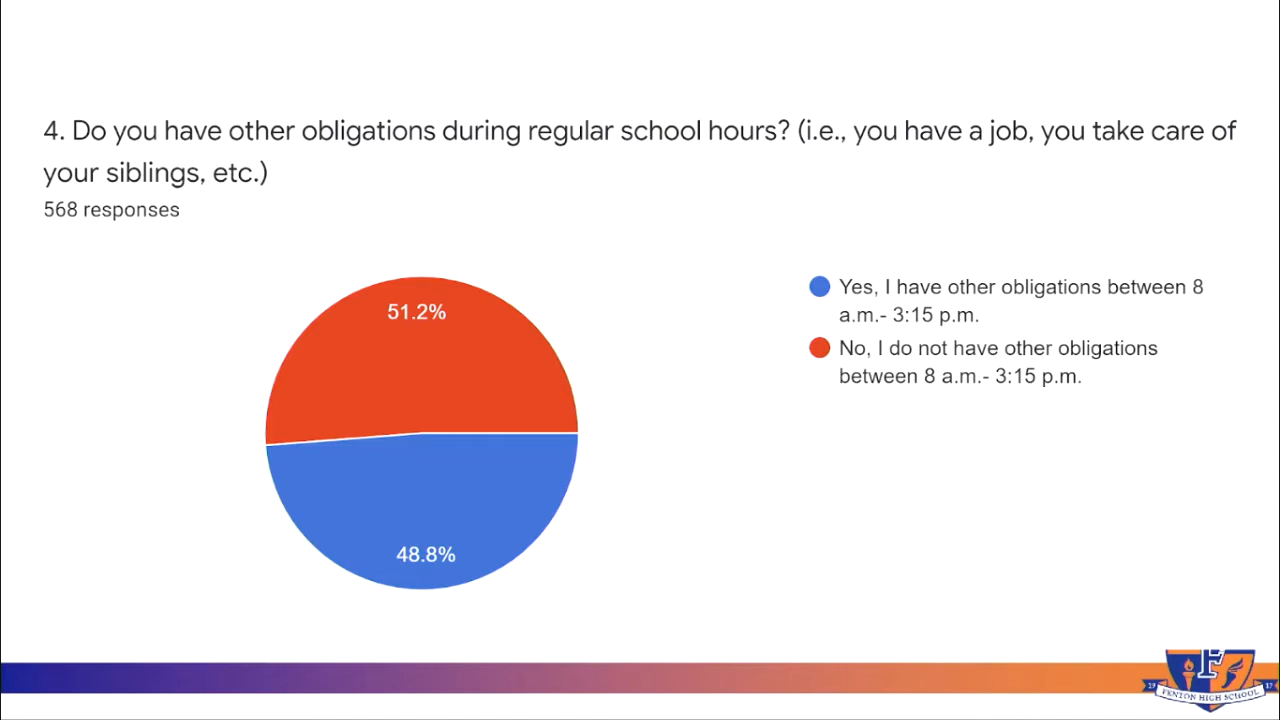 4. Do you have other obligations during regular school hours? (i.e., you have a job, you take care of
your siblings, etc.)
568 responses
51.2%
48.8%
Yes, I have other obligations between 8
a.m.- 3:15 p.m.
No, I do not have other obligations
between 8 a.m.- 3:15 p.m.
F
FENTON HIGH SCHOOL